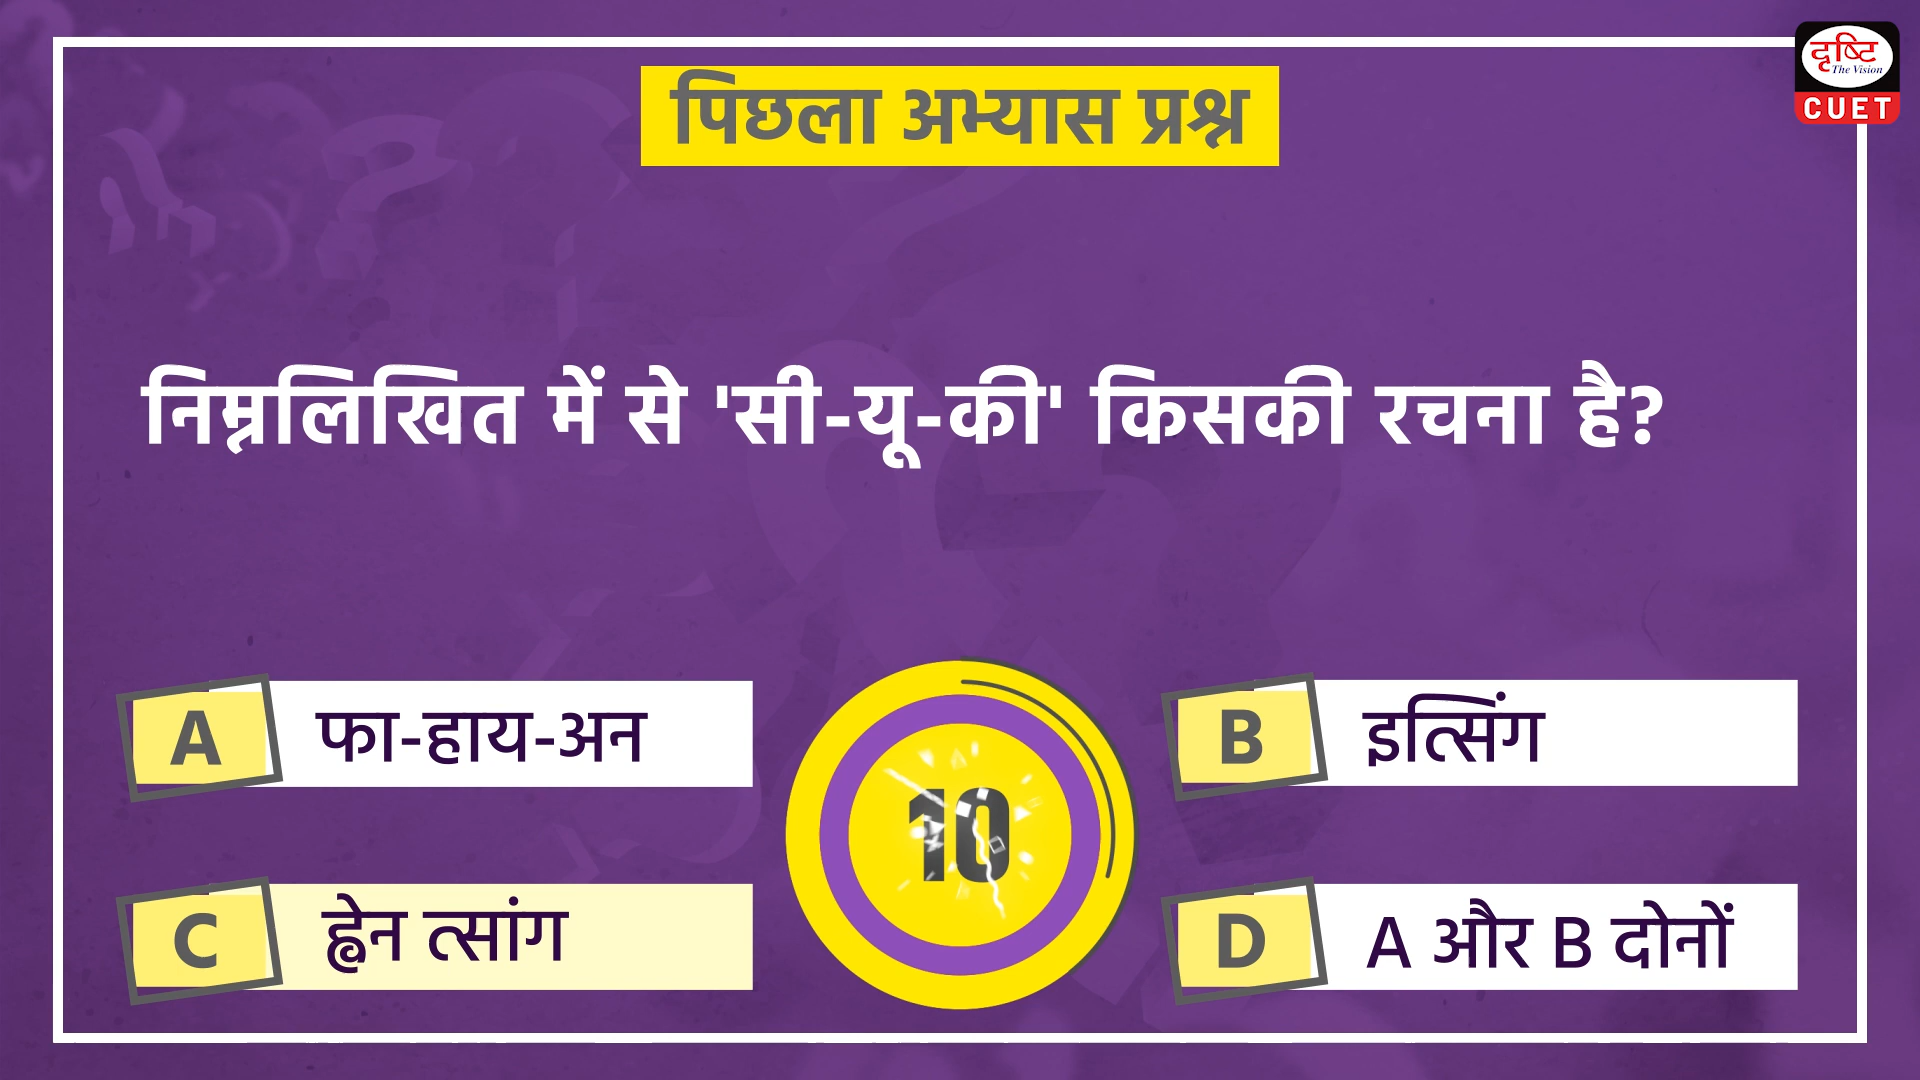 दृष्टि
The Vision
CUET
पिछला अभ्यास प्रश्न
निम्नलिखित में से 'सी-यू-की' किसकी रचना है?
A फा-हाय-अन
B इत्सिंग
10
C ह्वेन त्सांग
D A और B दोनों